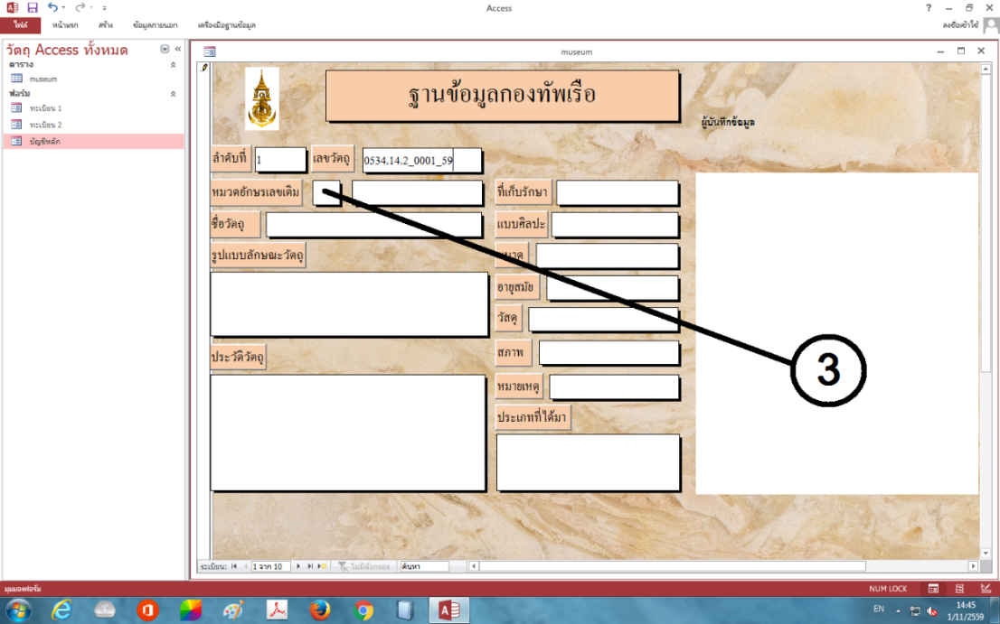 Access
ไฟล์ หน้าแรก สร้าง ข้อมูลภายนอก เครื่องมือฐานข้อมูล
ลงชื่อเข้าใช้
วัตถุ Access ทั้งหมด
ตาราง
museum
ฟอร์ม
ทะเบียน 1
ทะเบียน 2
บัญชีหลัก
museum
ฐานข้อมูลกองทัพเรือ
ผู้บันทึกข้อมูล
ลำดับที่ 1 เลขวัตถุ 0534.14.2_0001_59
หมวดอักษรเลขเดิม ที่เก็บรักษา
ชื่อวัตถุ แบบศิลปะ
รูปแบบลักษณะวัตถุ ขนาด
อายุสมัย
วัสดุ
ประวัติวัตถุ สภาพ
3
หมายเหตุ
ประเภทที่ได้มา
ระเบียน: 1 จาก 10 ไม่มีตัวกรอง ค้นหา
มุมมองฟอร์ม NUM LOCK
EN 14:45
1/11/2559